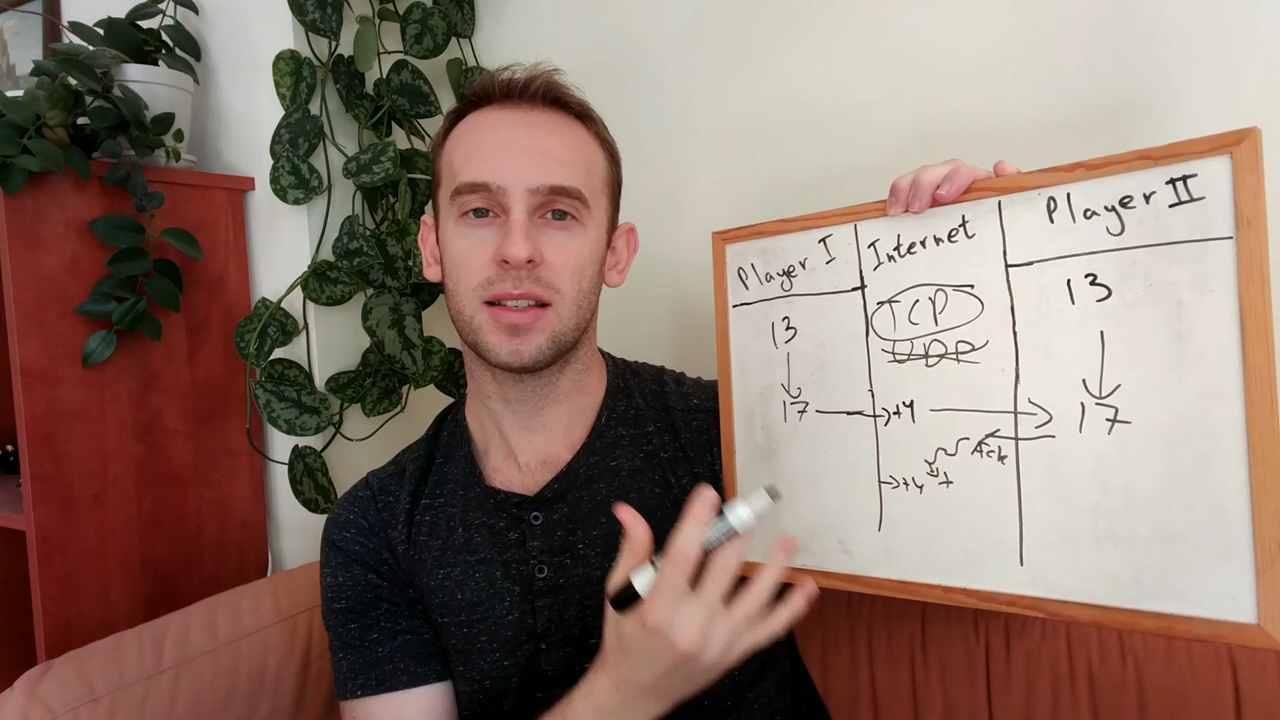 Player I
Internet
Player II
TCP
UDP
13
13
17
+4
17
Ack
+4